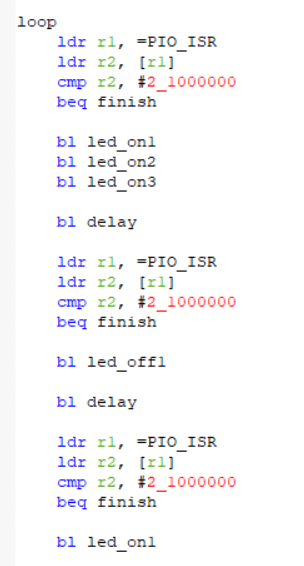 loop
ldr r1, =PIO_ISR
ldr r2, [r1]
cmp r2, #2_1000000
beq finish
bl led_on1
bl led_on2
bl led_on3
bl delay
ldr r1, =PIO_ISR
ldr r2, [r1]
cmp r2, #2_1000000
beq finish
bl led_off1
bl delay
ldr r1, =PIO_ISR
ldr r2, [r1]
cmp r2, #2_1000000
beq finish
bl led_on1